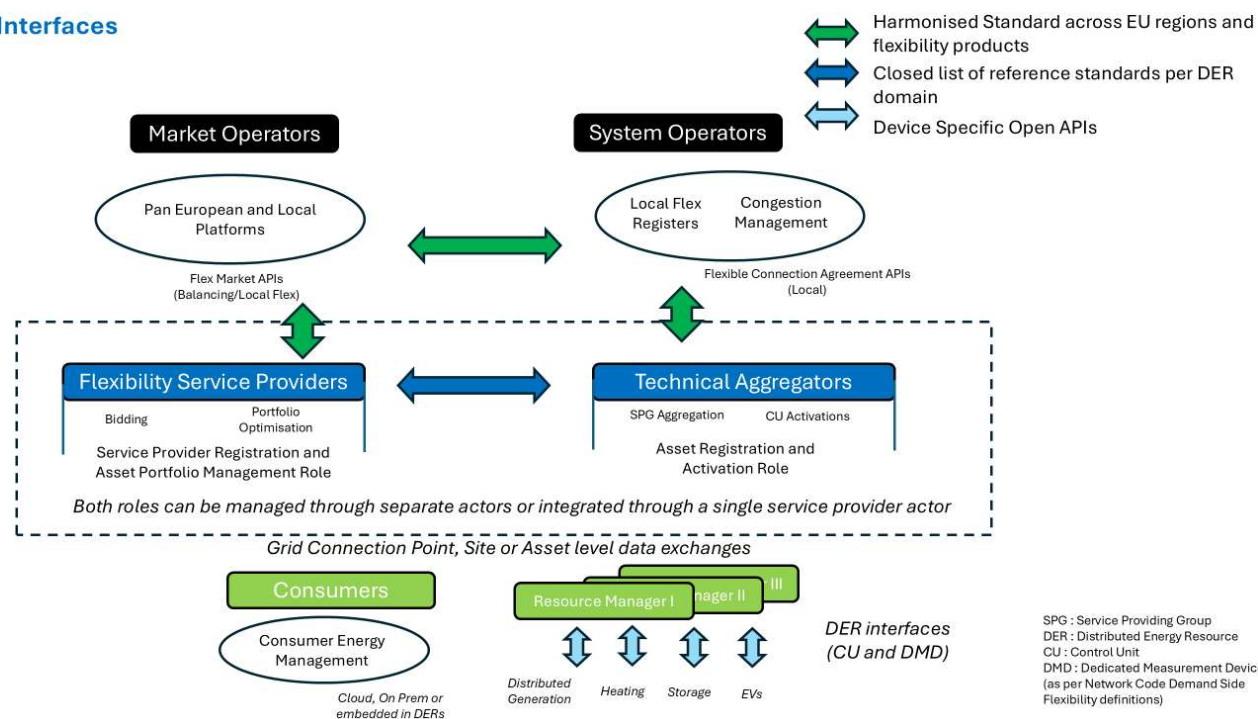 Interfaces
Harmonised Standard across EU regions and
flexibility products
Closed list of reference standards per DER
domain
Device Specific Open APIs
Market Operators
System Operators
Pan European and Local
Platforms
Local Flex
Registers
Congestion
Management
Flex Market APIs
(Balancing/Local Flex)
Flexible Connection Agreement APIs
(Local)
Flexibility Service Providers
Technical Aggregators
Bidding
Portfolio
Optimisation
SPG Aggregation
CU Activations
Service Provider Registration and
Asset Portfolio Management Role
Asset Registration and
Activation Role
Both roles can be managed through separate actors or integrated through a single service provider actor
Grid Connection Point, Site or Asset level data exchanges
Consumers
Resource Manager I
nager II
III
Consumer Energy
Management
Cloud, On Prem or
embedded in DERs
Distributed
Generation
Heating
Storage
EVs
DER interfaces
(CU and DMD)
SPG : Service Providing Group
DER : Distributed Energy Resource
CU : Control Unit
DMD : Dedicated Measurement Devic
(as per Network Code Demand Side
Flexibility definitions)